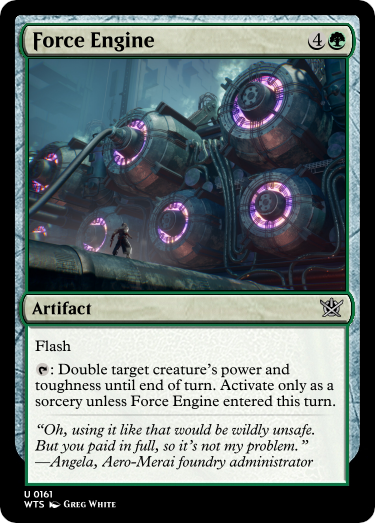 Force Engine 4
Artifact
Flash
: Double target creature's power and
toughness until end of turn. Activate only as a
sorcery unless Force Engine entered this turn.
"Oh, using it like that would be wildly unsafe.
But you paid in full, so it's not my problem."
—Angela, Aero-Merai foundry administrator
U 0161
WTS Greg White